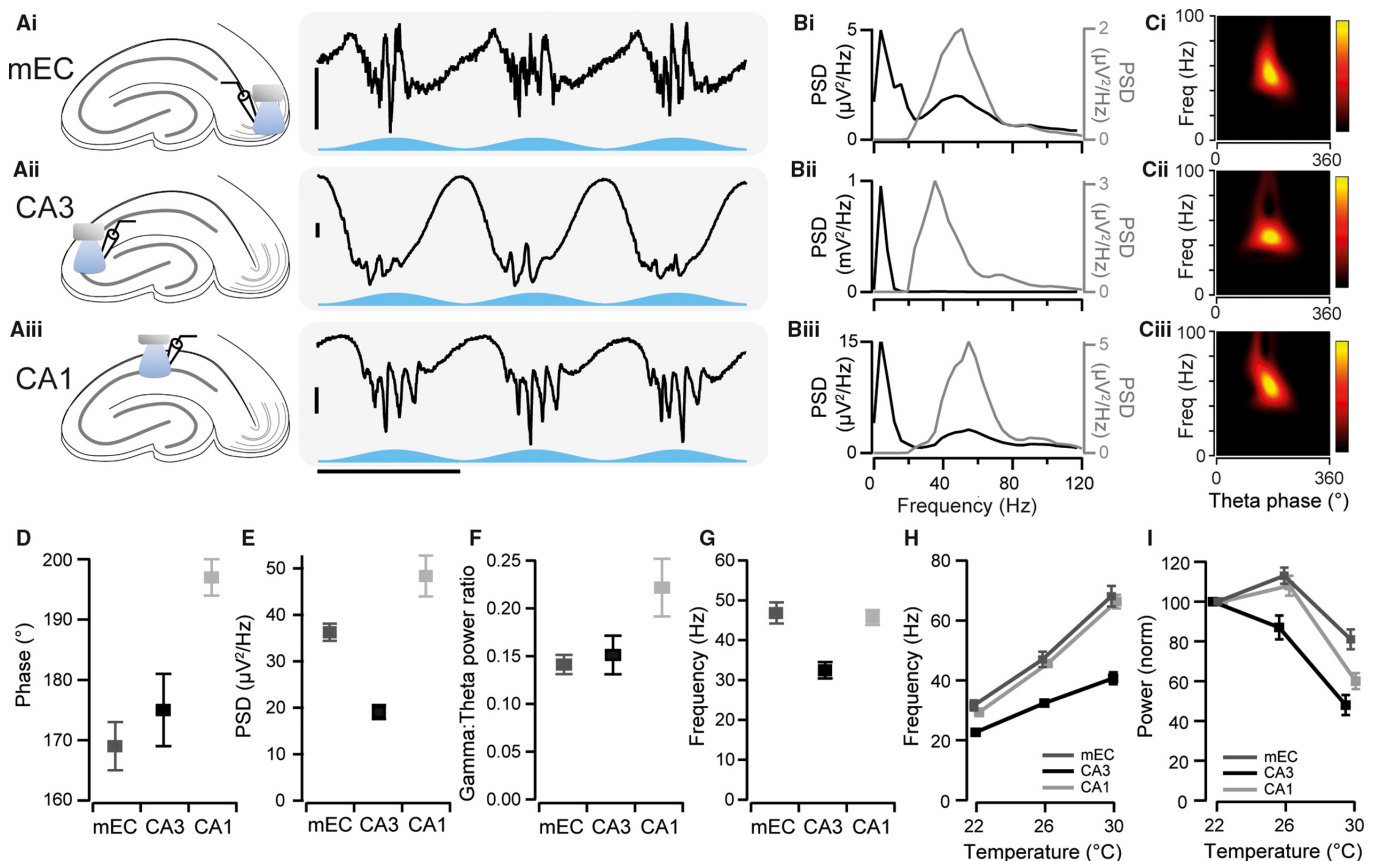 Ai
mEC
Aii
CA3
Aiii
CA1
Bi
5
0
PSD
(µV²/Hz)
2
0
PSD
(µV²/Hz)
Bii
1
0
PSD
(mV²/Hz)
3
0
PSD
(µV²/Hz)
Biii
15
0
PSD
(µV²/Hz)
5
0
PSD
(µV²/Hz)
0 40 80 120
Frequency (Hz)
Ci
100
0
Freq (Hz)
0 360
Cii
100
0
Freq (Hz)
0 360
Ciii
100
0
Freq (Hz)
0 360
Theta phase (°)
D
200
190
180
170
160
Phase (°)
mEC CA3 CA1
E
50
40
30
20
10
0
PSD (µV²/Hz)
mEC CA3 CA1
F
0.25
0.20
0.15
0.10
0.05
0.00
Gamma:Theta power ratio
mEC CA3 CA1
G
60
50
40
30
20
10
0
Frequency (Hz)
mEC CA3 CA1
H
80
60
40
20
0
Frequency (Hz)
mEC
CA3
CA1
22 26 30
Temperature (°C)
I
120
100
80
60
40
20
0
Power (norm)
mEC
CA3
CA1
22 26 30
Temperature (°C)